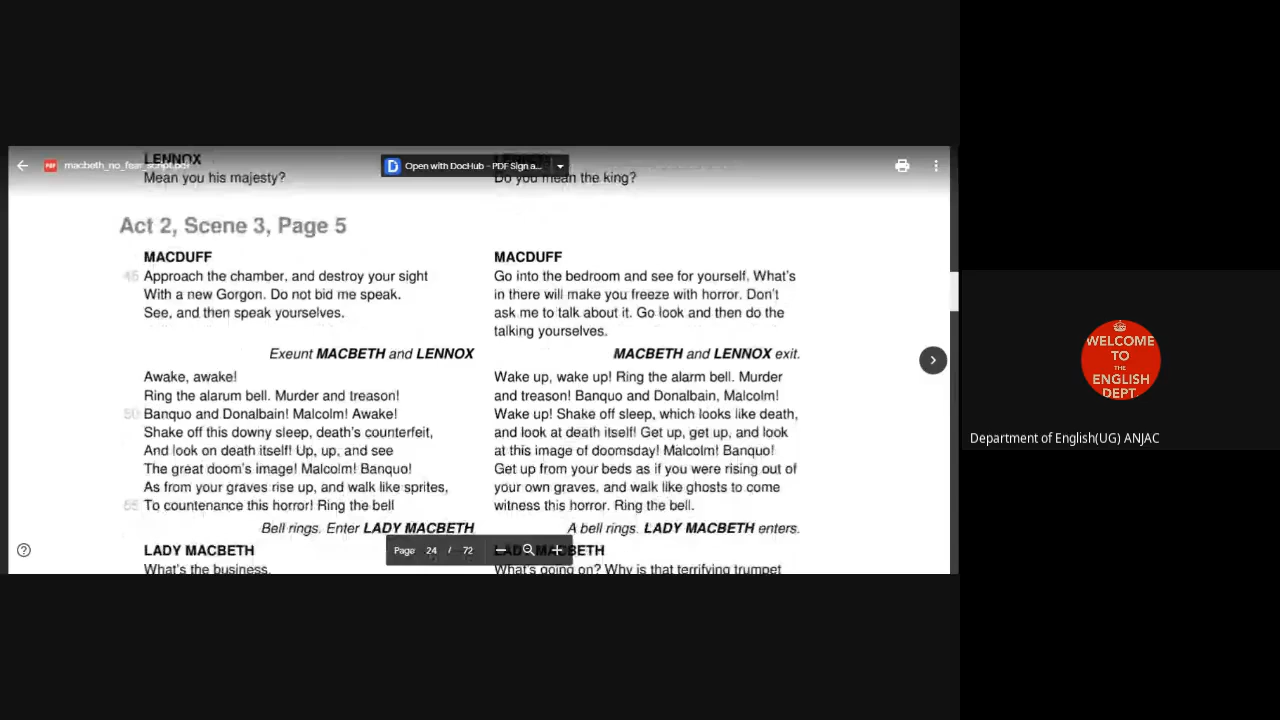 LENNOX
Mean you his majesty?
Do you mean the king?
macbeth_no_fear_script.pdf
Open with DocHub - PDF Sign a...
Act 2, Scene 3, Page 5
MACDUFF
45 Approach the chamber, and destroy your sight
With a new Gorgon. Do not bid me speak.
See, and then speak yourselves.
Exeunt MACBETH and LENNOX
Awake, awake!
Ring the alarum bell. Murder and treason!
50 Banquo and Donalbain! Malcolm! Awake!
Shake off this downy sleep, death's counterfeit,
And look on death itself! Up, up, and see
The great doom's image! Malcolm! Banquo!
As from your graves rise up, and walk like sprites,
55 To countenance this horror! Ring the bell
Bell rings. Enter LADY MACBETH
LADY MACBETH
What's the business,
MACDUFF
Go into the bedroom and see for yourself. What's
in there will make you freeze with horror. Don't
ask me to talk about it. Go look and then do the
talking yourselves.
MACBETH and LENNOX exit.
Wake up, wake up! Ring the alarm bell. Murder
and treason! Banquo and Donalbain, Malcolm!
Wake up! Shake off sleep, which looks like death,
and look at death itself! Get up, get up, and look
at this image of doomsday! Malcolm! Banquo!
Get up from your beds as if you were rising out of
your own graves, and walk like ghosts to come
witness this horror. Ring the bell.
A bell rings. LADY MACBETH enters.
LADY MACBETH
What's going on? Why is that terrifying trumpet
Page 24 / 72
WELCOME
TO
THE
ENGLISH
DEPT.
Department of English(UG) ANJAC